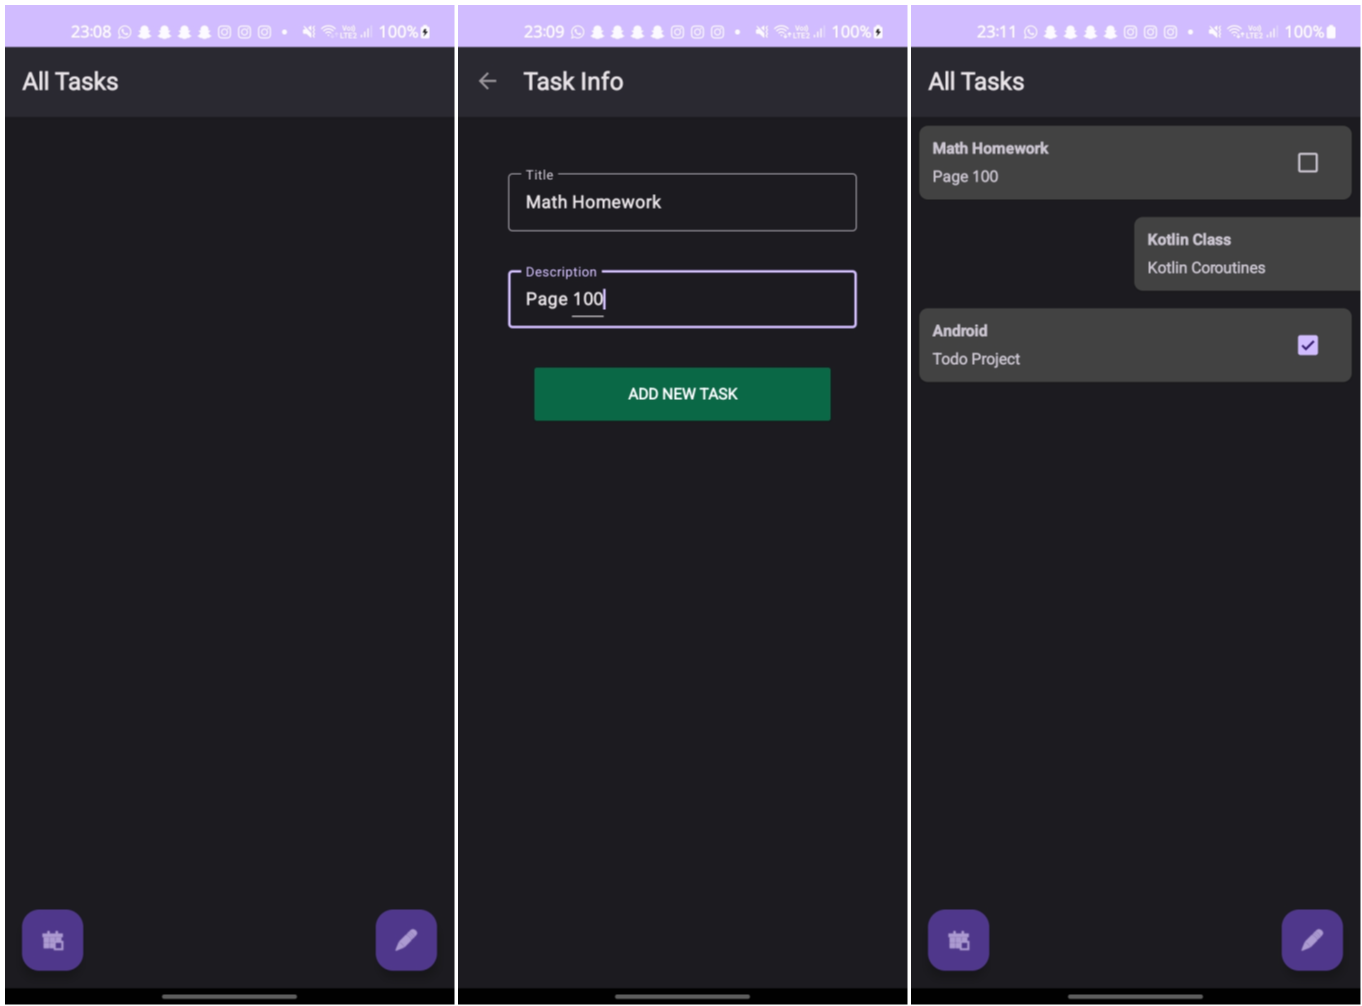 23:08 100%
All Tasks
23:09 100%
Task Info
Title
Math Homework
Description
Page 100
ADD NEW TASK
23:11 100%
All Tasks
Math Homework
Page 100
Kotlin Class
Kotlin Coroutines
Android
Todo Project